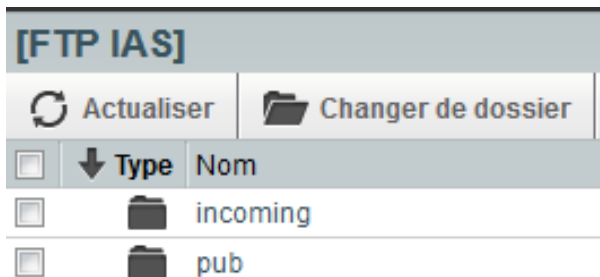 [FTP IAS]
Actualiser Changer de dossier
Type Nom
incoming
pub